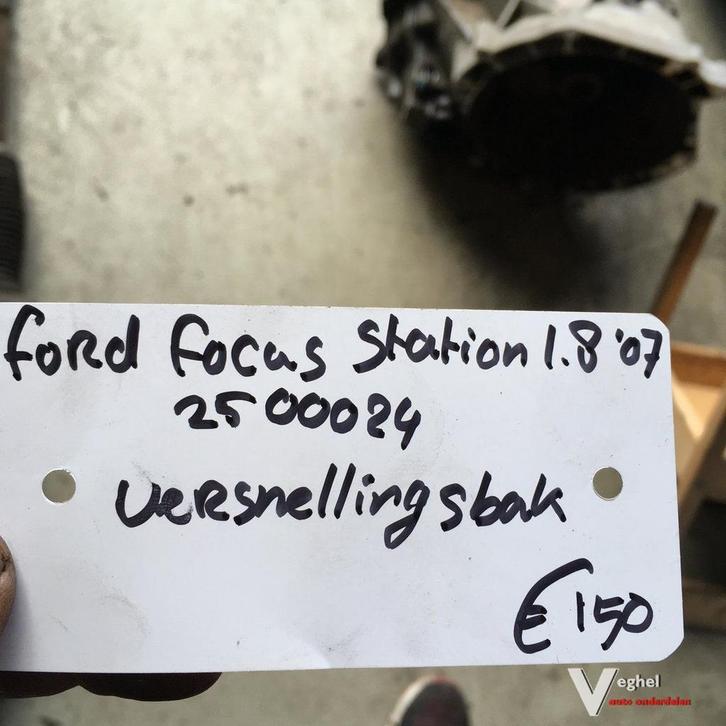 ford focus Station 1.8 '07
2500024
versnellingsbak
€ 150
Veghel
auto onderdelen